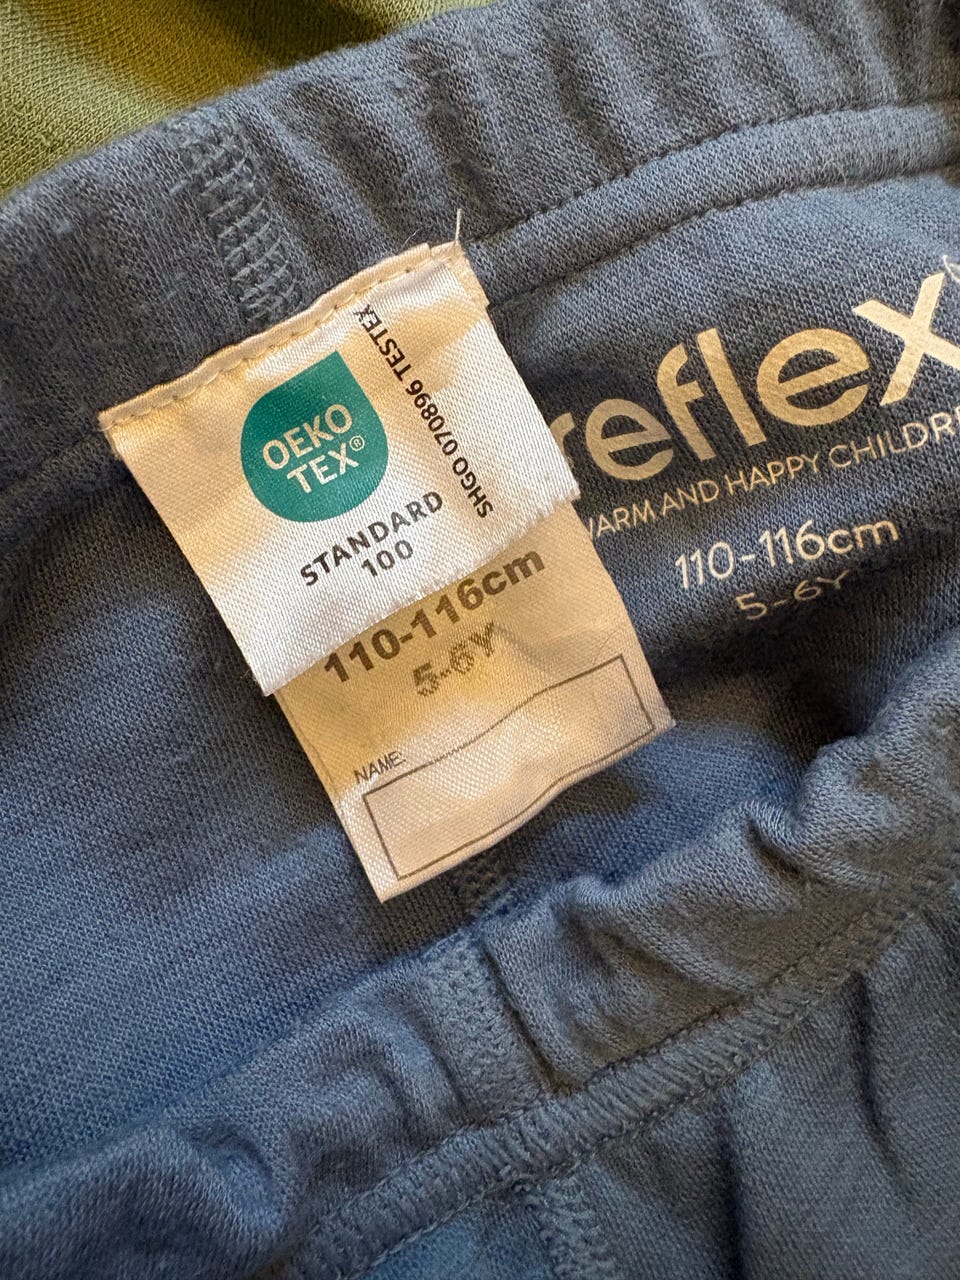 OEKO
TEX®
STANDARD
100
SHGO 070896 TESTEX
110-116cm
5-6Y
NAME:
reflex
WARM AND HAPPY
110-116cm
5-6Y